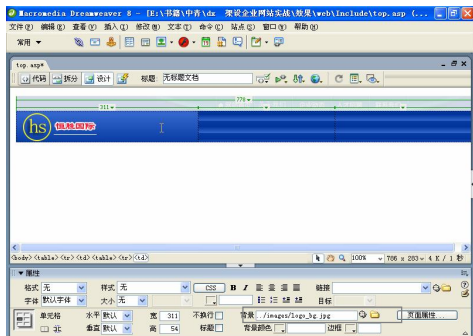 Macromedia Dreamweaver 8 - [E:\书籍\中青\dx 架设企业网站实战\效果\web\Include\top.asp (...
文件(F) 编辑(E) 查看(V) 插入(I) 修改(M) 文本(T) 命令(C) 站点(S) 窗口(W) 帮助(H)
常用
top.asp*
代码 拆分 设计 标题: 无标题文档
778
311
hs 恒胜国际
<body> <table> <tr> <td> <table> <tr> <td> 100% 786 x 283 4 K / 1 秒
属性
格式 无 样式 无 CSS B I 链接
字体 默认字体 大小 无 目标
单元格 水平 默认 宽 311 不换行 背景 ../images/logo_bg.jpg 页面属性...
垂直 默认 高 54 标题 背景颜色 边框